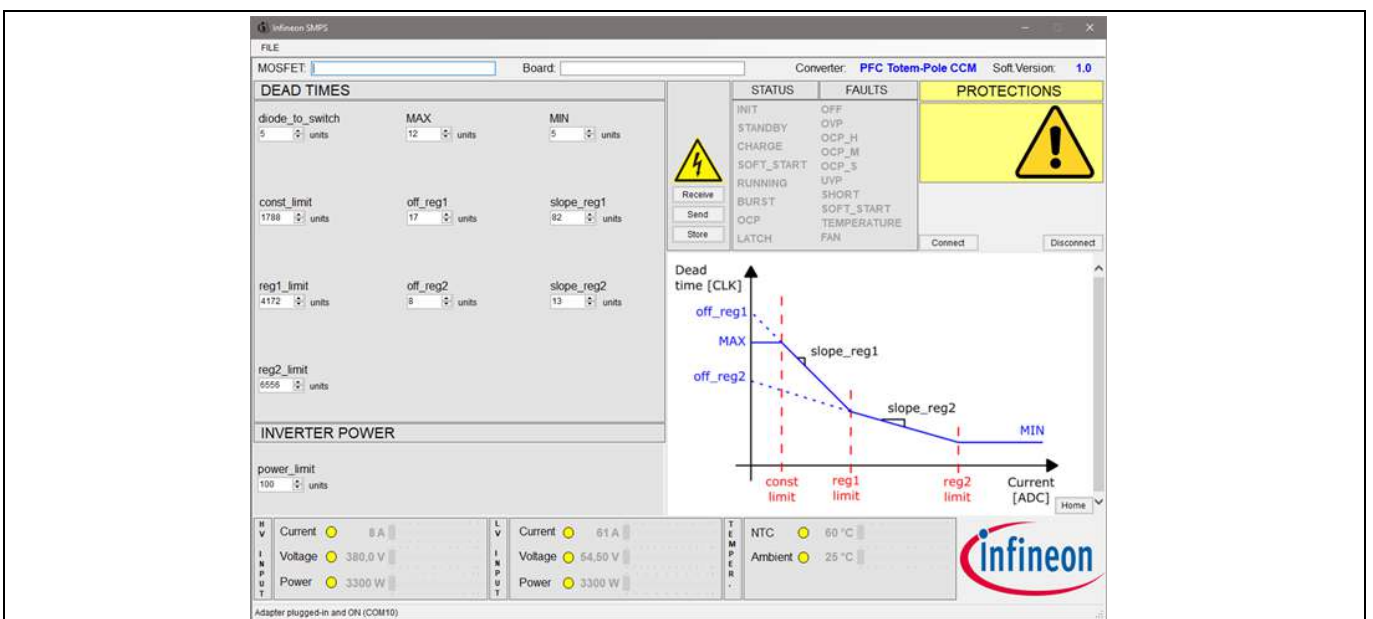 Infineon SMPS
FILE
MOSFET: Board: Converter: PFC Totem-Pole CCM Soft.Version: 1.0
DEAD TIMES
diode_to_switch MAX MIN
5 units 12 units 5 units
const_limit off_reg1 slope_reg1
1788 units 17 units 82 units
reg1_limit off_reg2 slope_reg2
4172 units 8 units 13 units
reg2_limit
6556 units
INVERTER POWER
power_limit
100 units
Receive
Send
Store
STATUS
INIT
STANDBY
CHARGE
SOFT_START
RUNNING
BURST
OCP
LATCH
FAULTS
OFF
OVP
OCP_H
OCP_M
OCP_S
UVP
SHORT
SOFT_START
TEMPERATURE
FAN
PROTECTIONS
Connect Disconnect
Dead
time [CLK]
off_reg1
MAX
slope_reg1
off_reg2
slope_reg2
MIN
const
limit
reg1
limit
reg2
limit
Current
[ADC]
Home
HV INPUT
Current 8 A
Voltage 380,0 V
Power 3300 W
LV INPUT
Current 61 A
Voltage 54,50 V
Power 3300 W
TEMPER.
NTC 60 °C
Ambient 25 °C
infineon
Adapter plugged-in and ON (COM10)